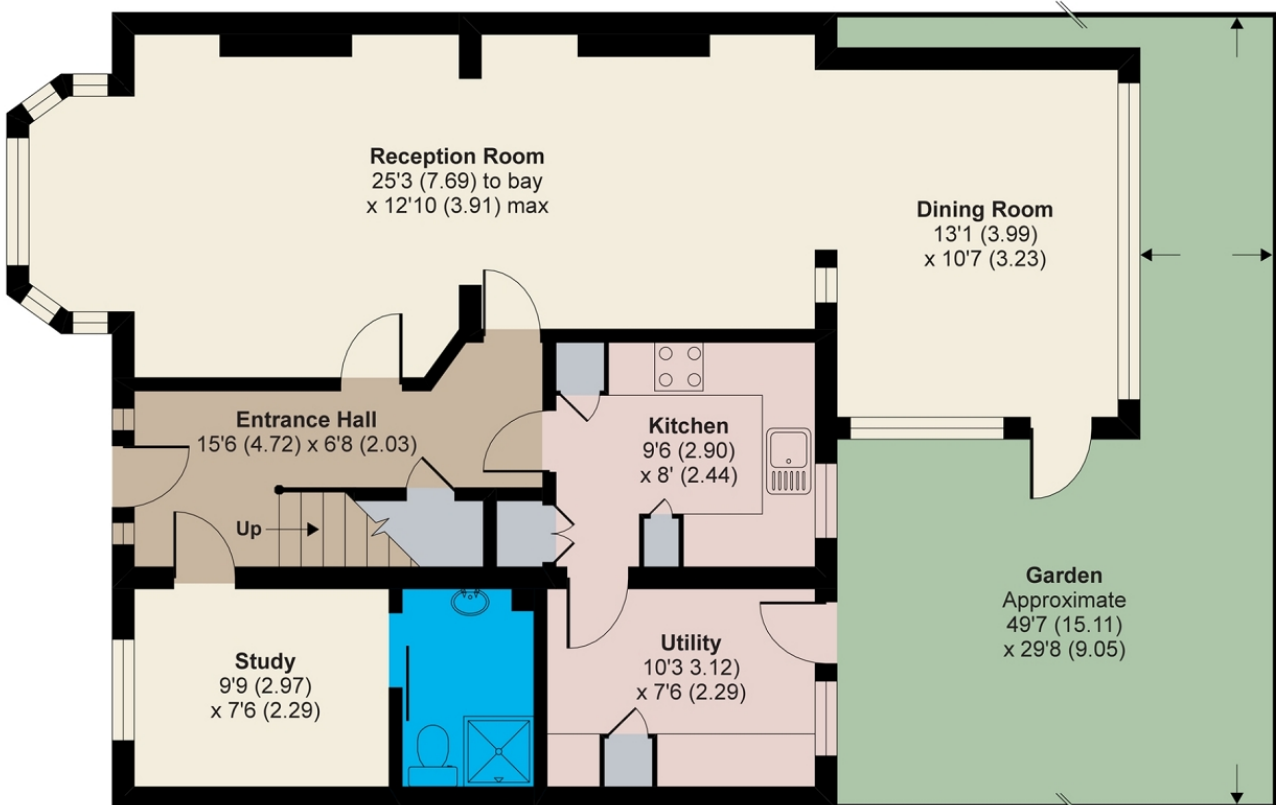 Reception Room
25'3 (7.69) to bay
x 12'10 (3.91) max
Dining Room
13'1 (3.99)
x 10'7 (3.23)
Entrance Hall
15'6 (4.72) x 6'8 (2.03)
Kitchen
9'6 (2.90)
x 8' (2.44)
Up
Garden
Approximate
49'7 (15.11)
x 29'8 (9.05)
Study
9'9 (2.97)
x 7'6 (2.29)
Utility
10'3 3.12)
x 7'6 (2.29)